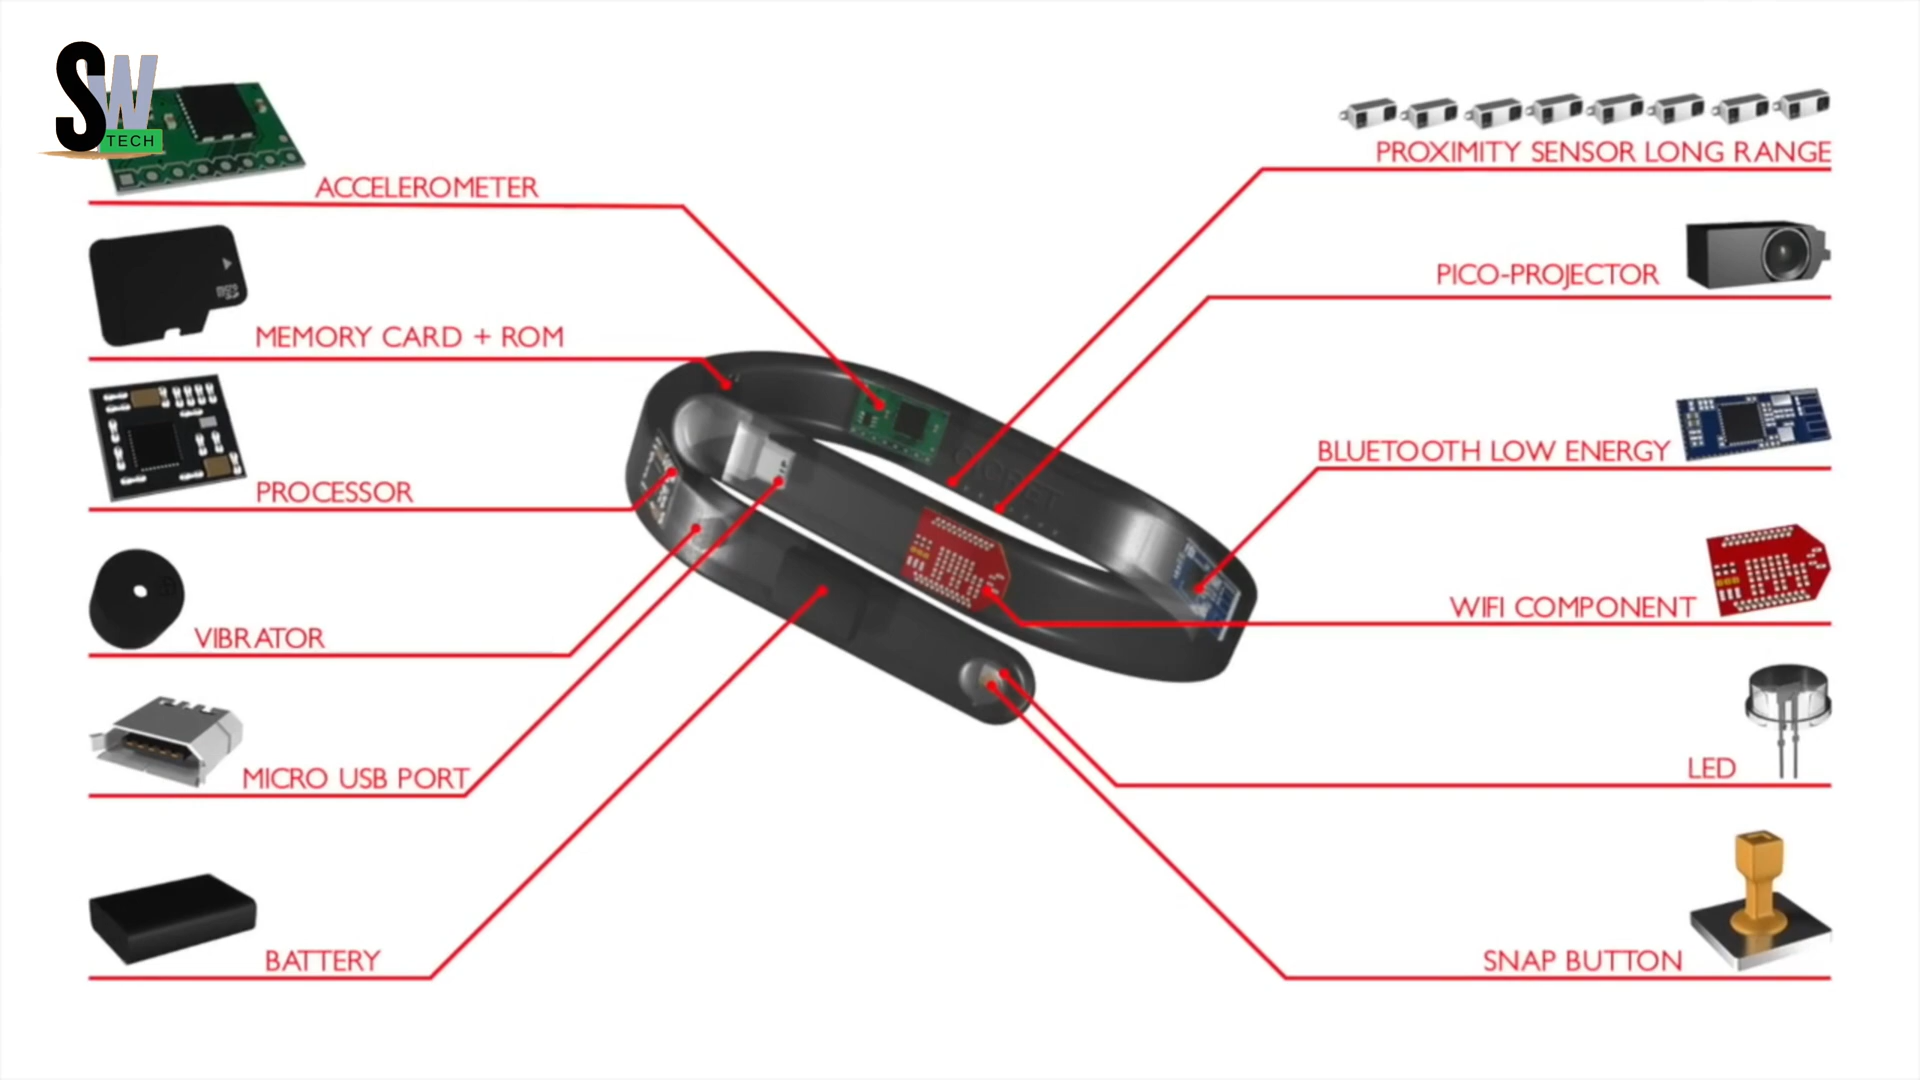 SW
TECH
ACCELEROMETER
MEMORY CARD + ROM
PROCESSOR
VIBRATOR
MICRO USB PORT
BATTERY
PROXIMITY SENSOR LONG RANGE
PICO-PROJECTOR
BLUETOOTH LOW ENERGY
WIFI COMPONENT
LED
SNAP BUTTON